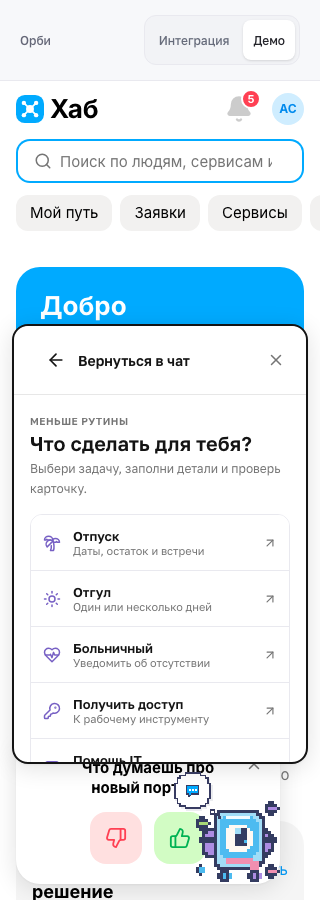 Орби
Интеграция
Демо
Хаб
5
АС
Поиск по людям, сервисам и
Мой путь
Заявки
Сервисы
Добро
Вернуться в чат
МЕНЬШЕ РУТИНЫ
Что сделать для тебя?
Выбери задачу, заполни детали и проверь
карточку.
Отпуск
Даты, остаток и встречи
Отгул
Один или несколько дней
Больничный
Уведомить об отсутствии
Получить доступ
К рабочему инструменту
Помощь IT
Что думаешь про
новый
решение